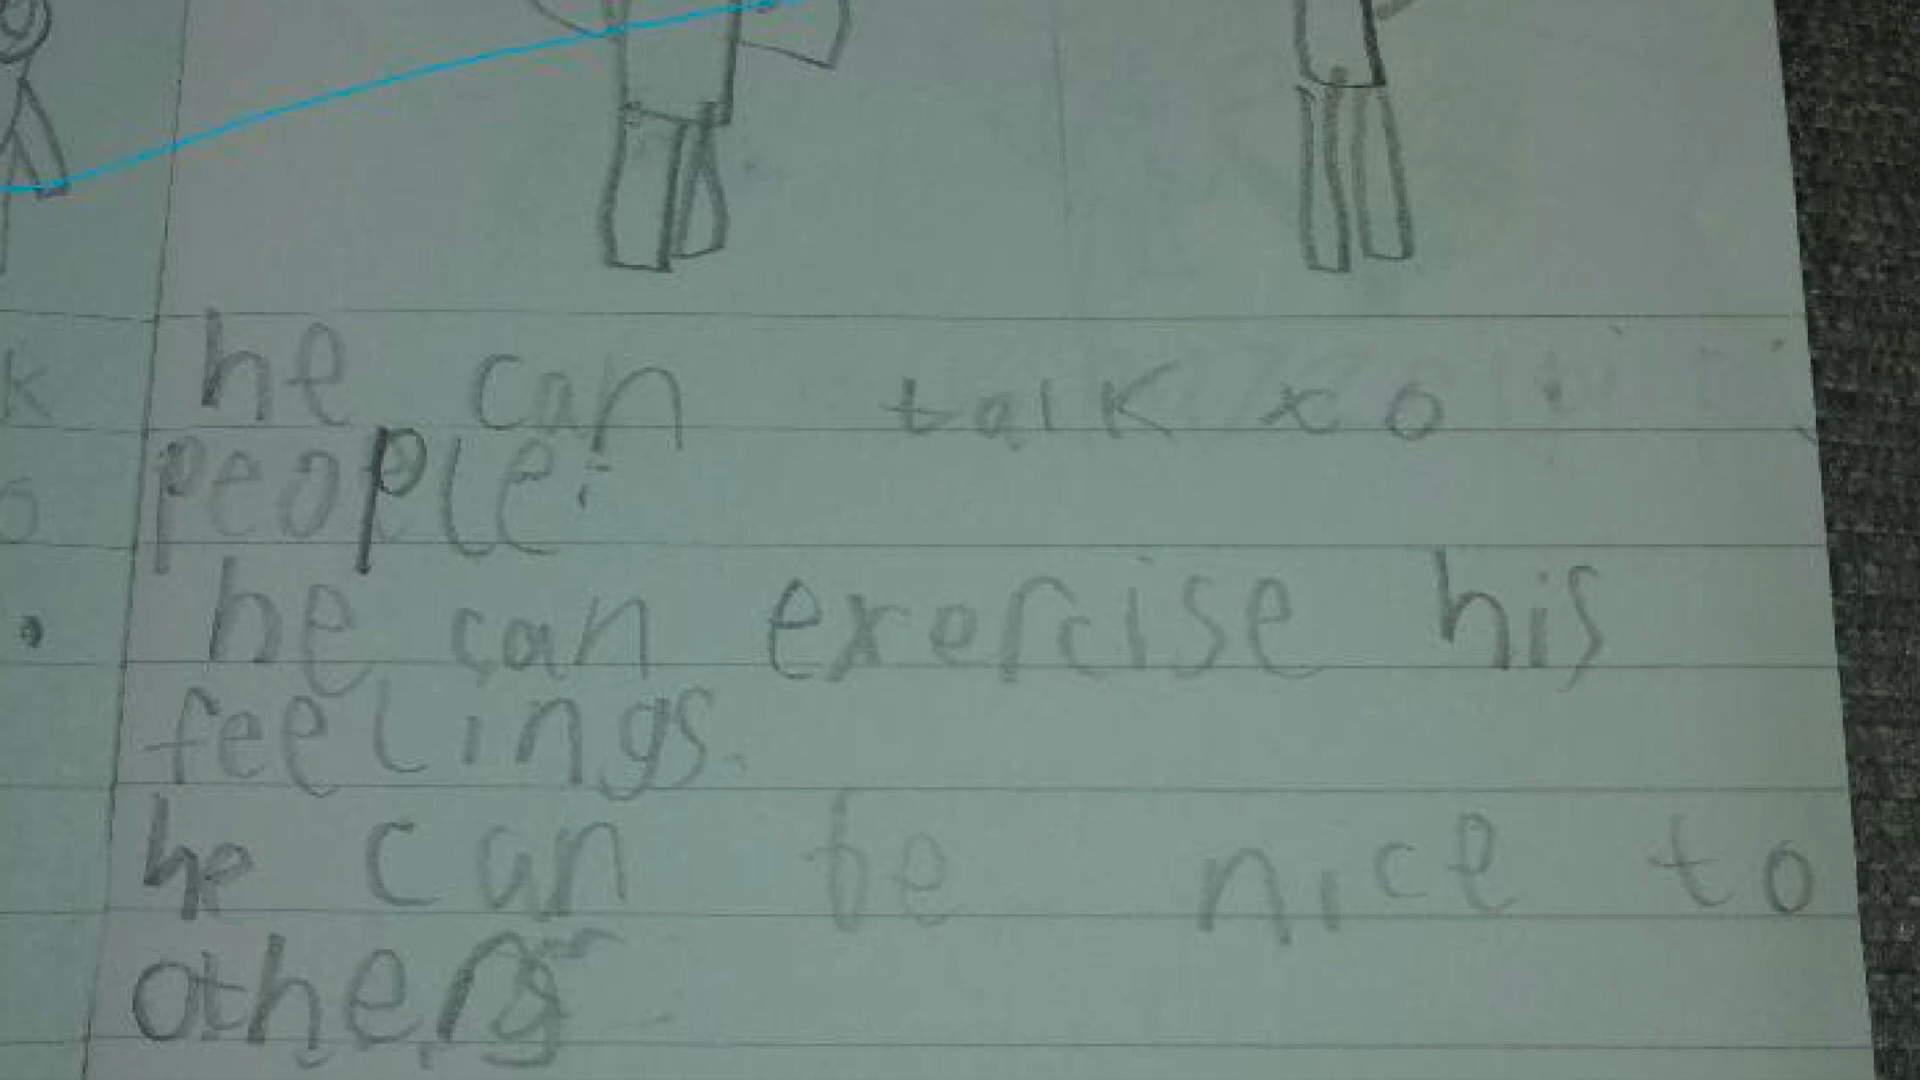 he can talk to
people.
he can exercise his
feelings.
he can be nice to
others